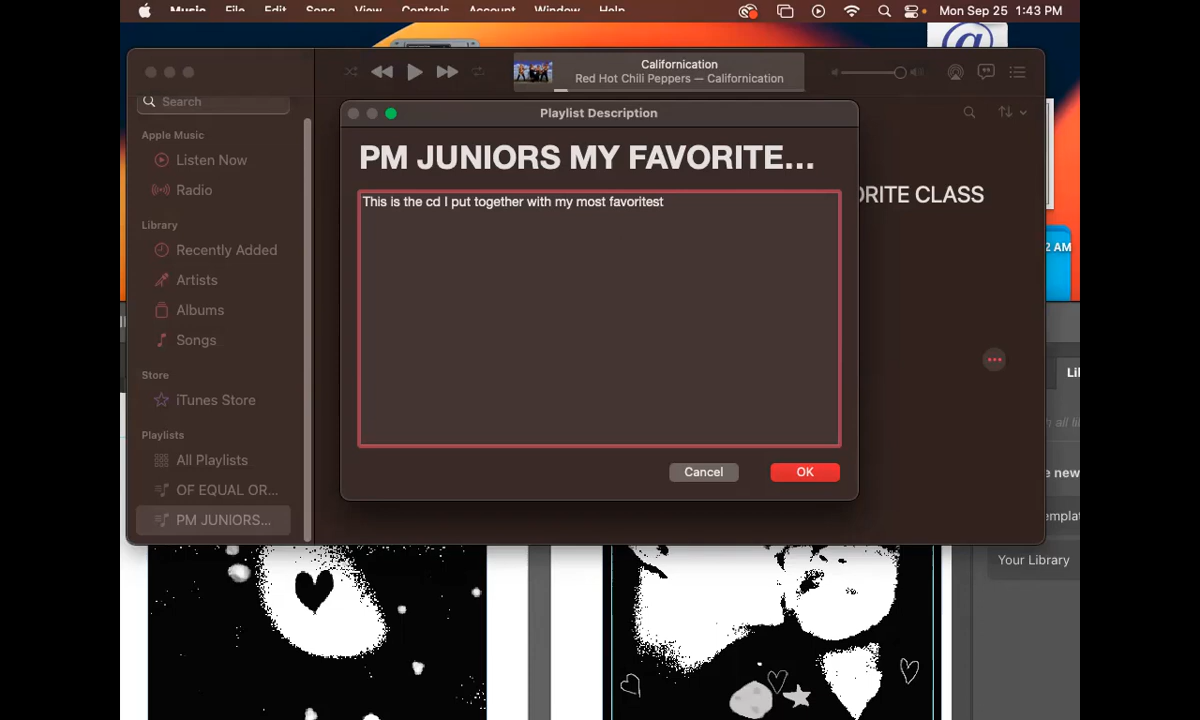 Music File Edit Song View Controls Account Window Help Mon Sep 25 1:43 PM
@
Californication
Red Hot Chili Peppers — Californication
Search
Playlist Description
Apple Music
PM JUNIORS MY FAVORITE...
Listen Now
Radio
This is the cd I put together with my most favoritest
ORITE CLASS
Library
Recently Added
2 AM
Artists
Albums
Songs
Store
iTunes Store
Playlists
All Playlists
Cancel
OK
OF EQUAL OR...
PM JUNIORS...
Your Library